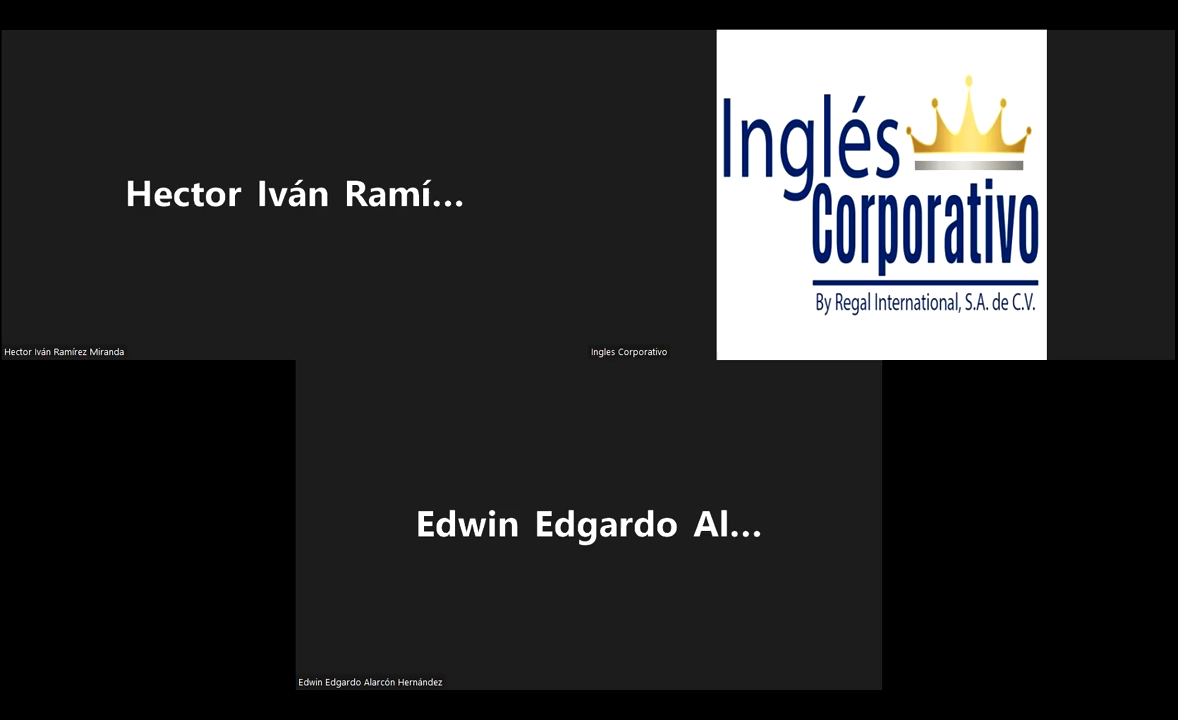 Hector Iván Ramí...
Hector Iván Ramírez Miranda
Inglés
Corporativo
By Regal International, S.A. de C.V.
Ingles Corporativo
Edwin Edgardo Al...
Edwin Edgardo Alarcón Hernández